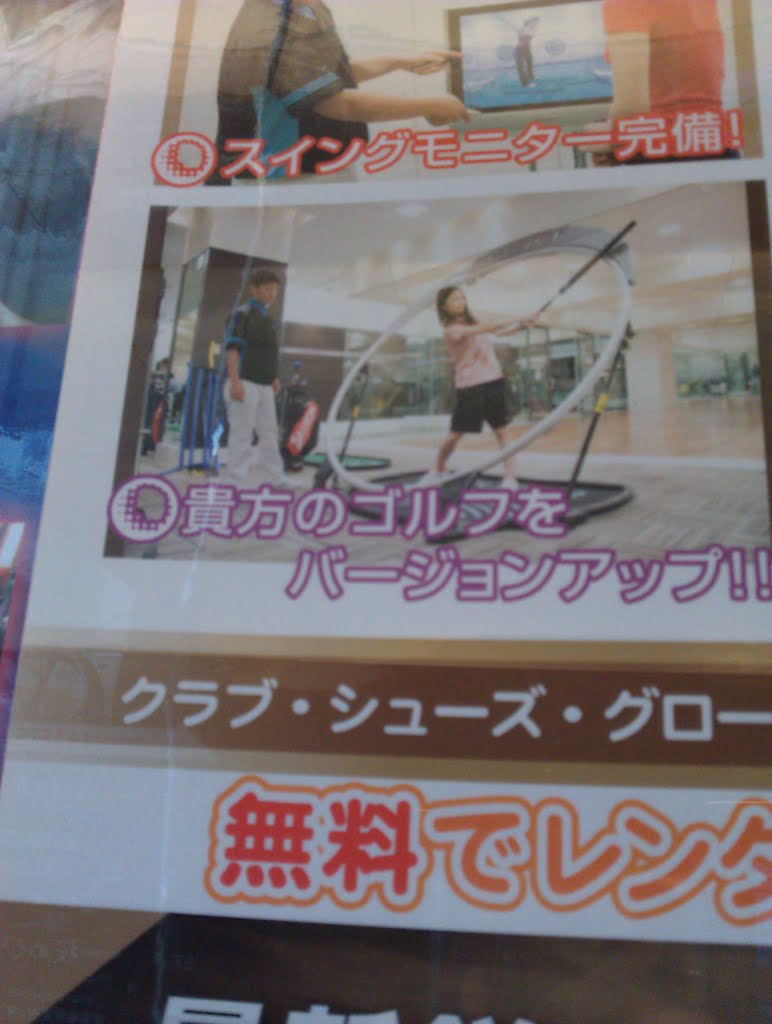 スイングモニター完備!
貴方のゴルフを
バージョンアップ!!
クラブ・シューズ・グロー
無料でレンタ